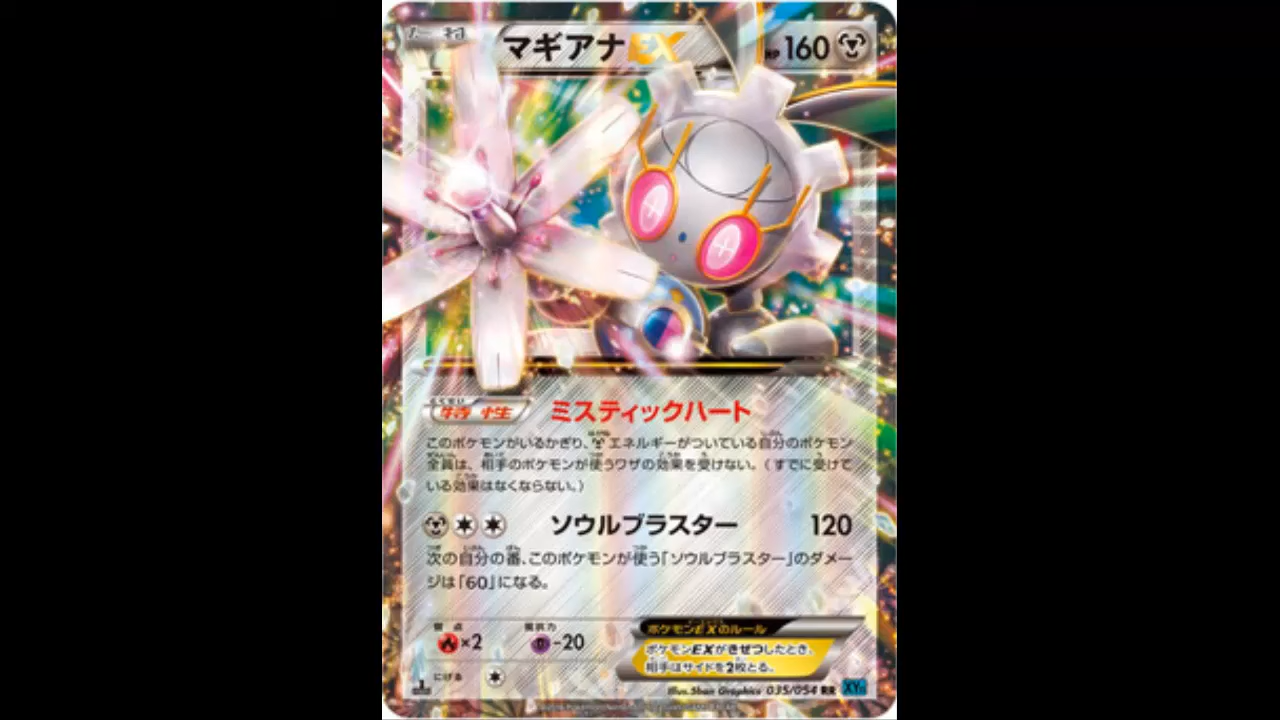 たね
マギアナEX
HP160
とくせい
特性
ミスティックハート
このポケモンがいるかぎり、エネルギーがついている自分のポケモン
全員は、相手のポケモンが使うワザの効果を受けない。(すでに受けて
いる効果はなくならない。)
ソウルブラスター 120
次の自分の番、このポケモンが使う「ソウルブラスター」のダメー
ジは「60」になる。
弱点 抵抗力
×2 -20
ポケモンEXのルール
ポケモンEXがきぜつしたとき、
相手はサイドを2枚とる。
にげる
Illus.5ban Graphics 035/054 RR XY